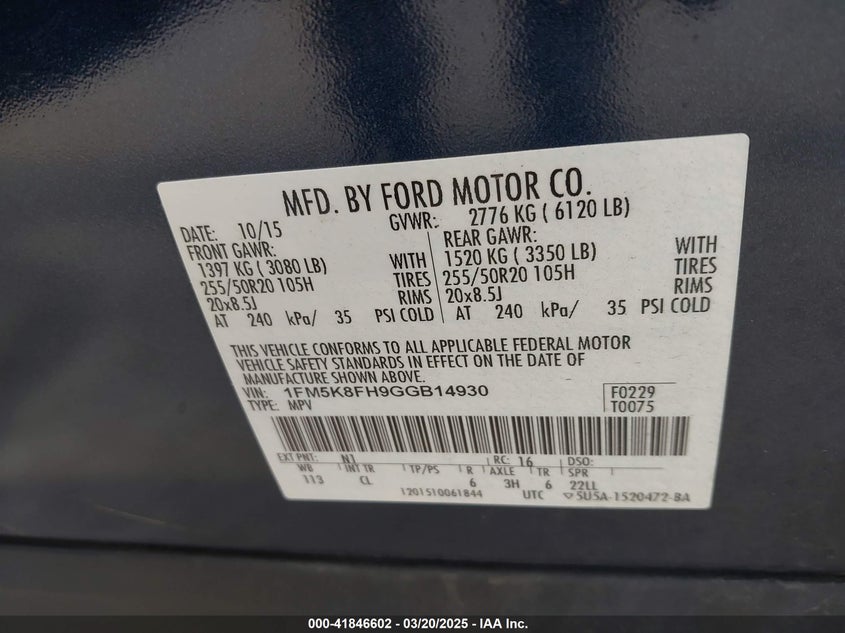 MFD. BY FORD MOTOR CO.
DATE: 10/15 GVWR: 2776 KG ( 6120 LB)
FRONT GAWR: REAR GAWR:
1397 KG ( 3080 LB) WITH 1520 KG ( 3350 LB) WITH
255/50R20 105H TIRES 255/50R20 105H TIRES
20x8.5J RIMS 20x8.5J RIMS
AT 240 kPa/ 35 PSI COLD AT 240 kPa/ 35 PSI COLD
THIS VEHICLE CONFORMS TO ALL APPLICABLE FEDERAL MOTOR
VEHICLE SAFETY STANDARDS IN EFFECT ON THE DATE OF
MANUFACTURE SHOWN ABOVE.
VIN: 1FM5K8FH9GGB14930 F0229
TYPE: MPV T0075
EXT PNT: N1 RC: 16 DSO:
WB INT TR TP/PS R AXLE TR SPR
113 CL 6 3H 6 22LL
1201510061844 UTC ▽5U5A-1520472-BA
000-41846602 / 03/20/2025 - IAA Inc.